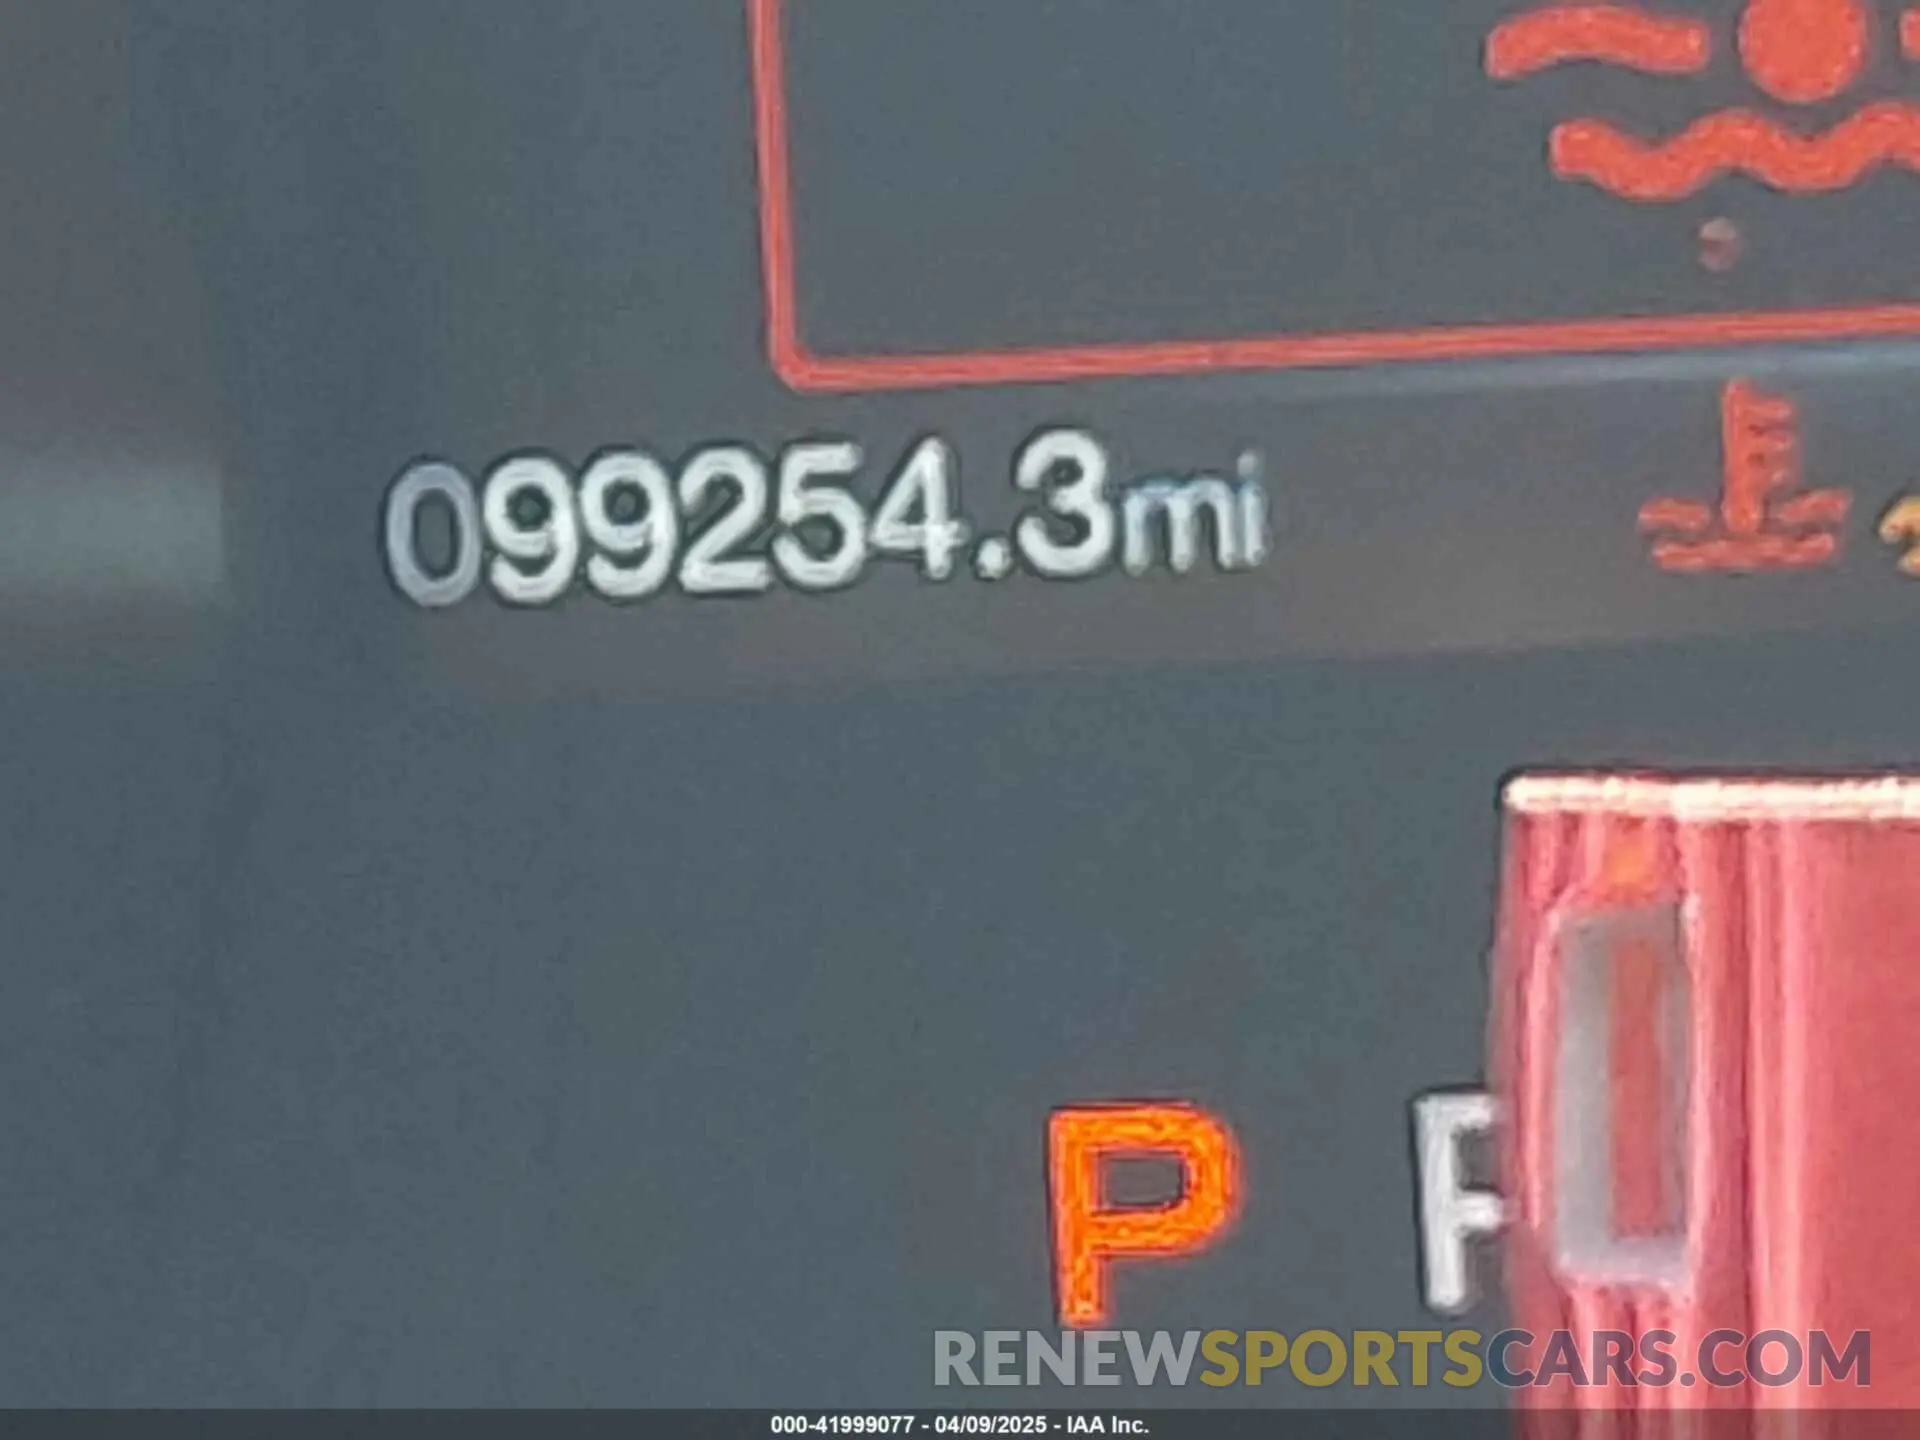 099254.3mi
P
RENEWSPORTSCARS.COM
000-41999077 - 04/09/2025 - IAA Inc.